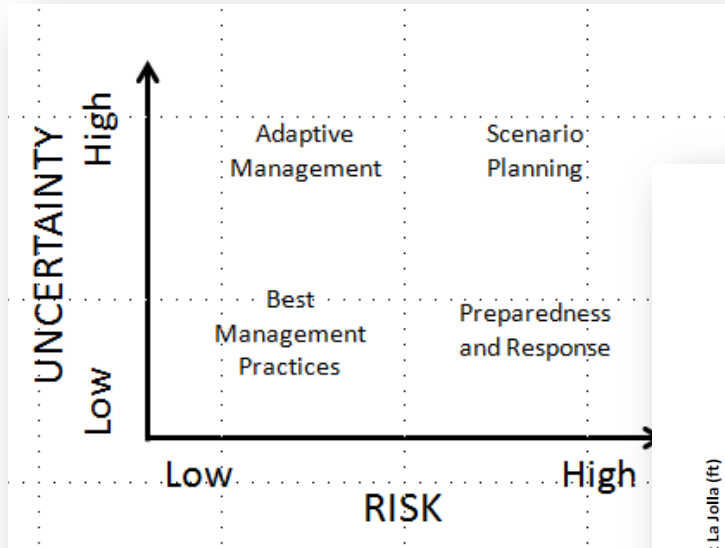 UNCERTAINTY
High
Low
Adaptive
Management
Scenario
Planning
Best
Management
Practices
Preparedness
and Response
Low
High
RISK
La Jolla (ft)